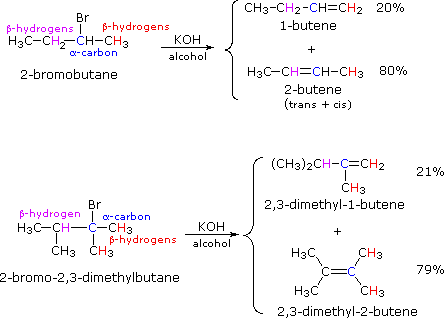 Br
β-hydrogens β-hydrogens
H₃C—CH₂—CH—CH₃
α-carbon
2-bromobutane
KOH
alcohol
CH₃—CH₂—CH=CH₂ 20%
1-butene
+
H₃C—CH=CH—CH₃ 80%
2-butene
(trans + cis)
β-hydrogen Br α-carbon
H₃C—CH—C—CH₃
H₃C CH₃
β-hydrogens
2-bromo-2,3-dimethylbutane
KOH
alcohol
(CH₃)₂CH—C=CH₂ 21%
CH₃
2,3-dimethyl-1-butene
+
H₃C CH₃
C=C 79%
H₃C CH₃
2,3-dimethyl-2-butene